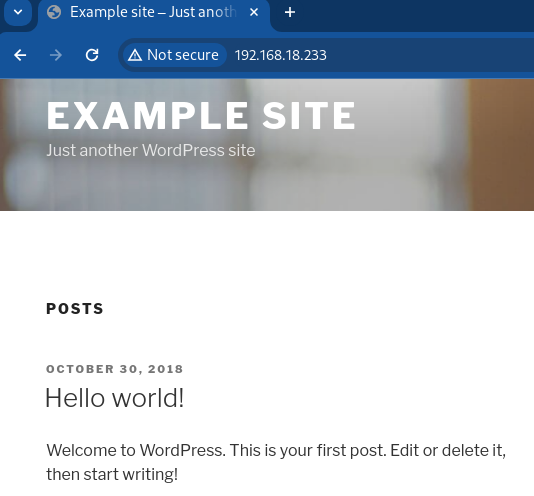 Example site – Just anoth
Not secure 192.168.18.233
EXAMPLE SITE
Just another WordPress site
POSTS
OCTOBER 30, 2018
Hello world!
Welcome to WordPress. This is your first post. Edit or delete it,
then start writing!